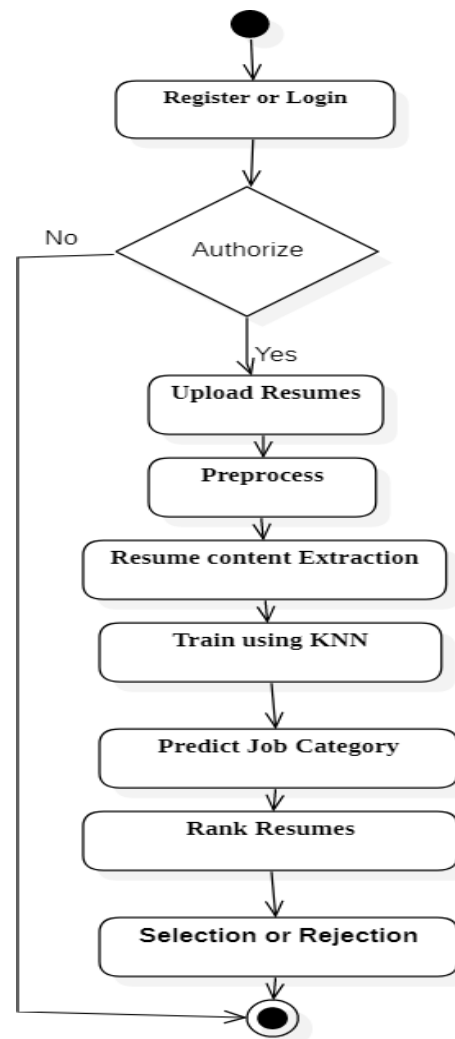 Register or Login
No
Authorize
Yes
Upload Resumes
Preprocess
Resume content Extraction
Train using KNN
Predict Job Category
Rank Resumes
Selection or Rejection